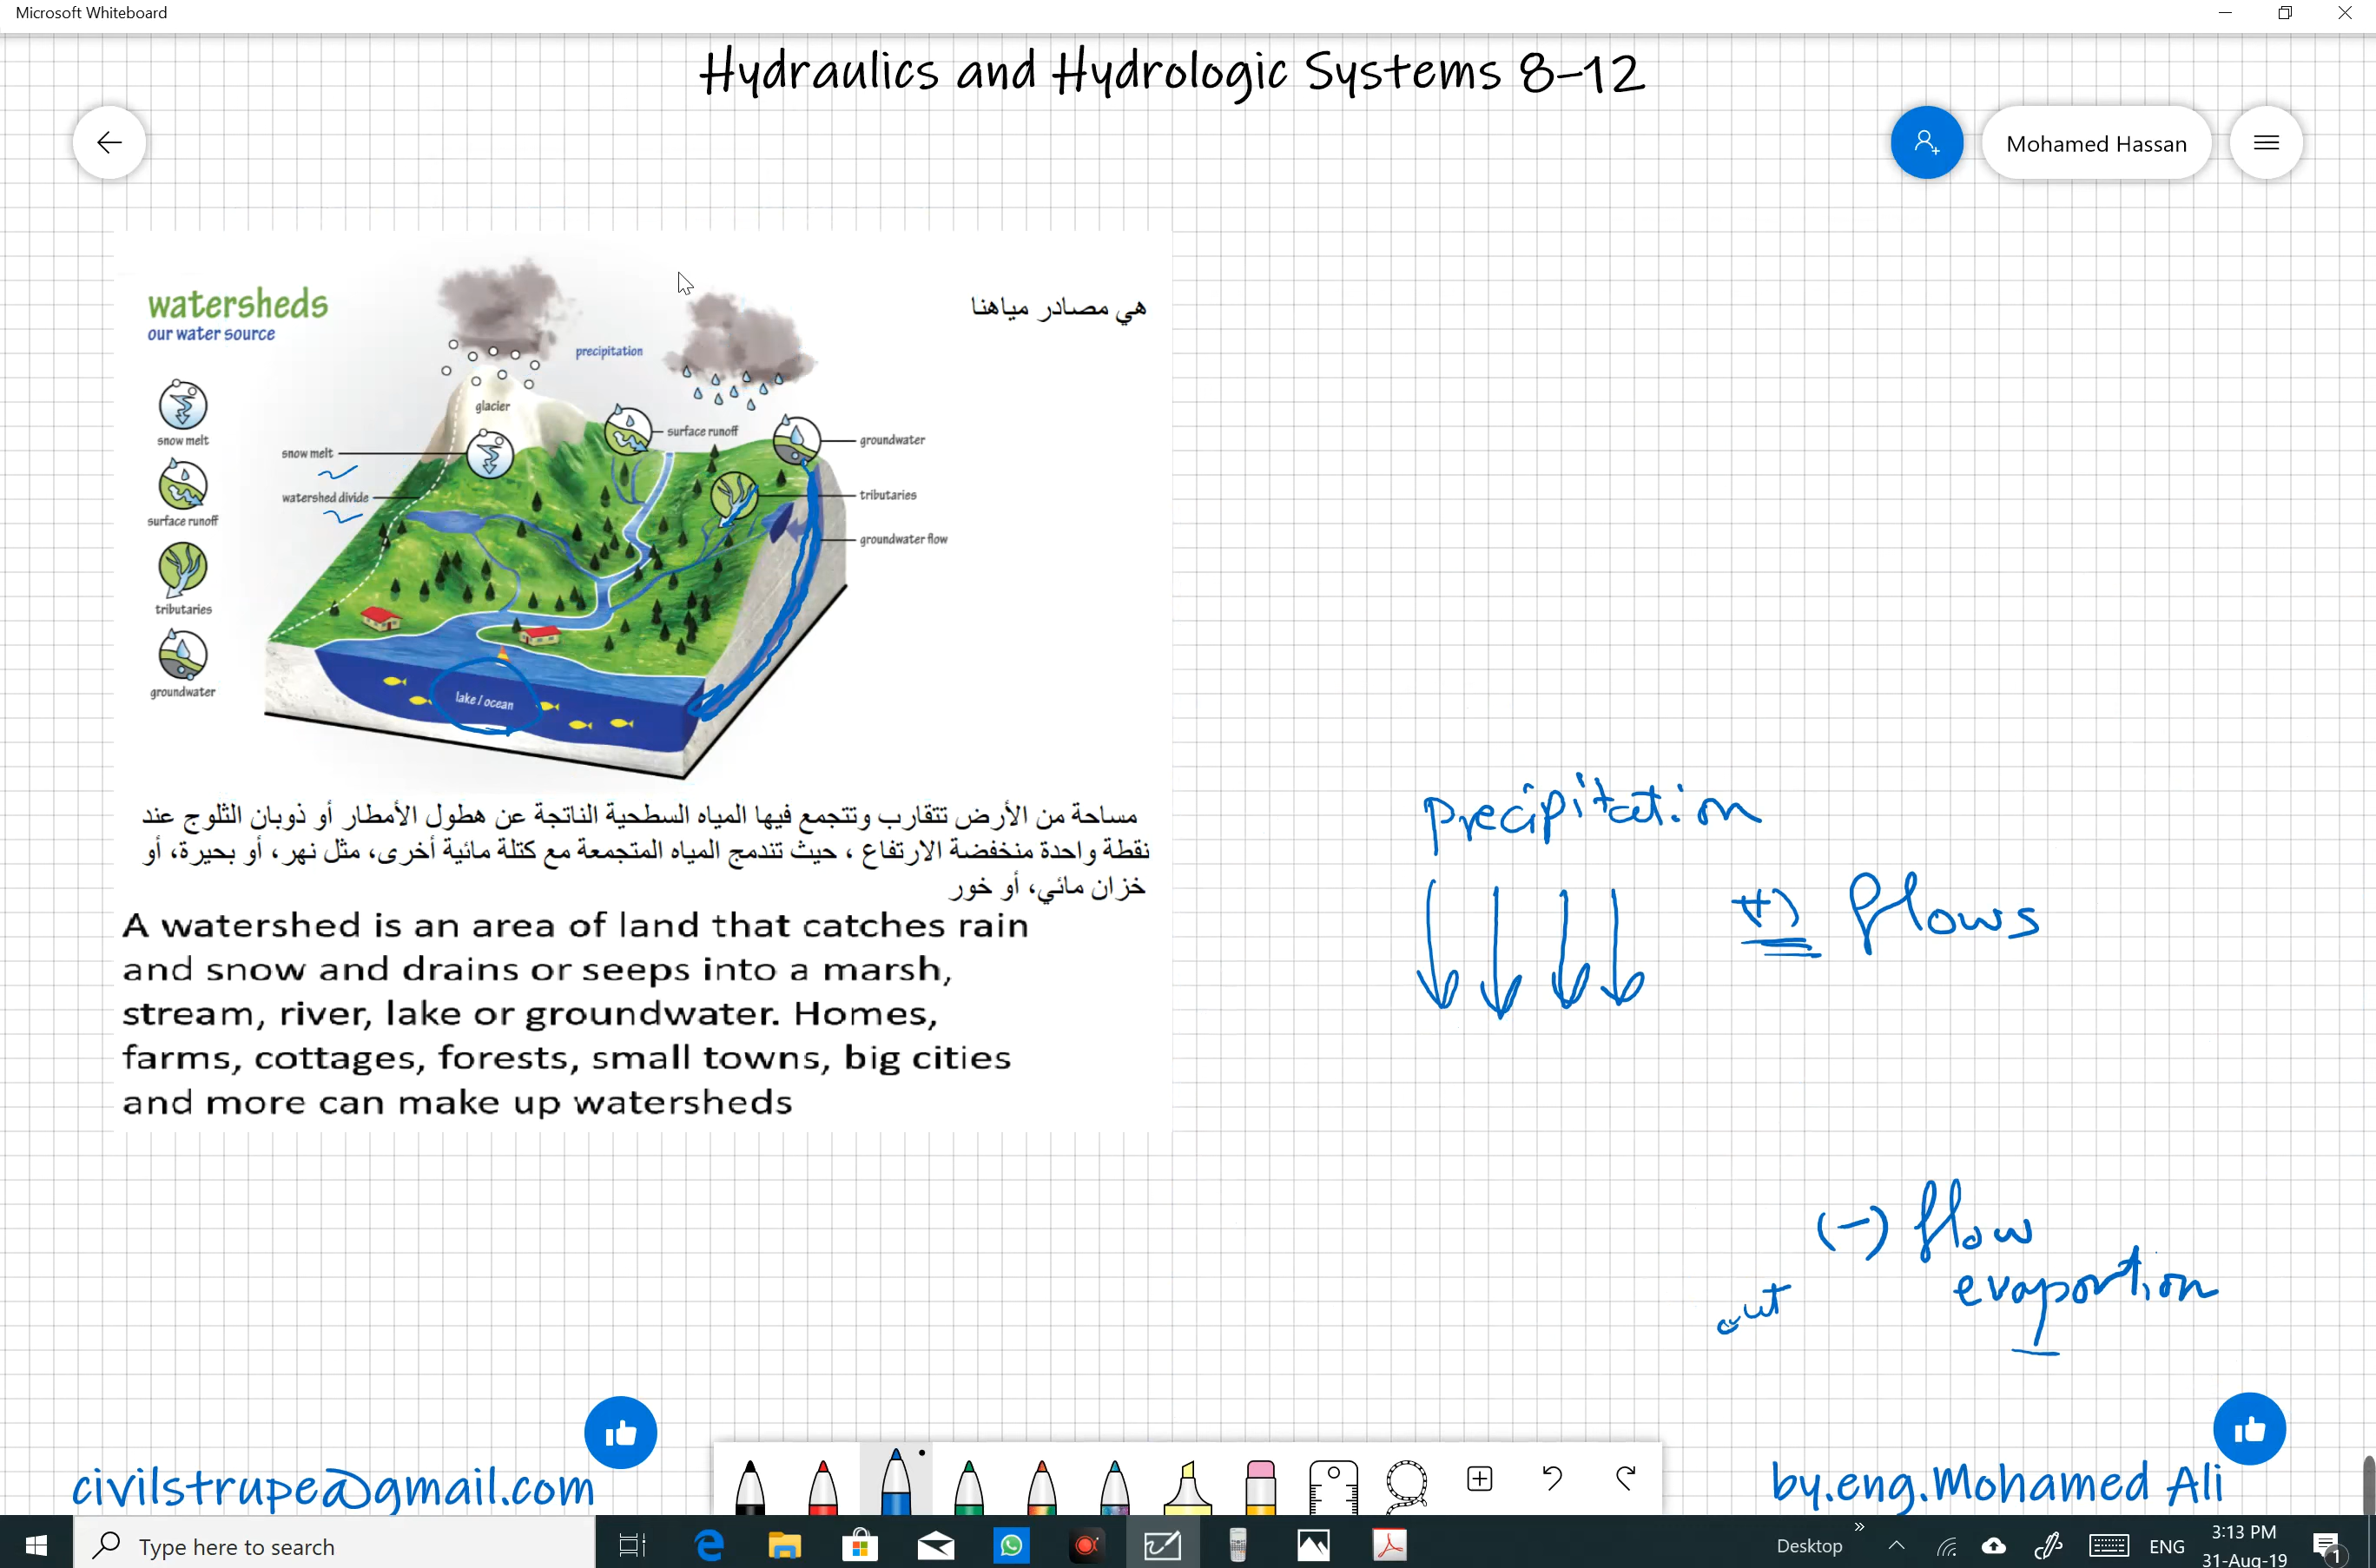 Microsoft Whiteboard
Hydraulics and Hydrologic Systems 8-12
Mohamed Hassan
watersheds
our water source
هي مصادر مياهنا
precipitation
glacier
snow melt
surface runoff
groundwater
snow melt
watershed divide
tributaries
surface runoff
groundwater flow
tributaries
groundwater
lake / ocean
مساحة من الأرض تتقارب وتتجمع فيها المياه السطحية الناتجة عن هطول الأمطار أو ذوبان الثلوج عند
نقطة واحدة منخفضة الارتفاع ، حيث تندمج المياه المتجمعة مع كتلة مائية أخرى، مثل نهر، أو بحيرة، أو
خزان مائي، أو خور
A watershed is an area of land that catches rain
and snow and drains or seeps into a marsh,
stream, river, lake or groundwater. Homes,
farms, cottages, forests, small towns, big cities
and more can make up watersheds
precipitation
+) flows
(-) flow
evaportion
out
civilstrupe@gmail.com
by.eng.Mohamed Ali
Type here to search
Desktop
ENG
3:13 PM
31-Aug-19
1